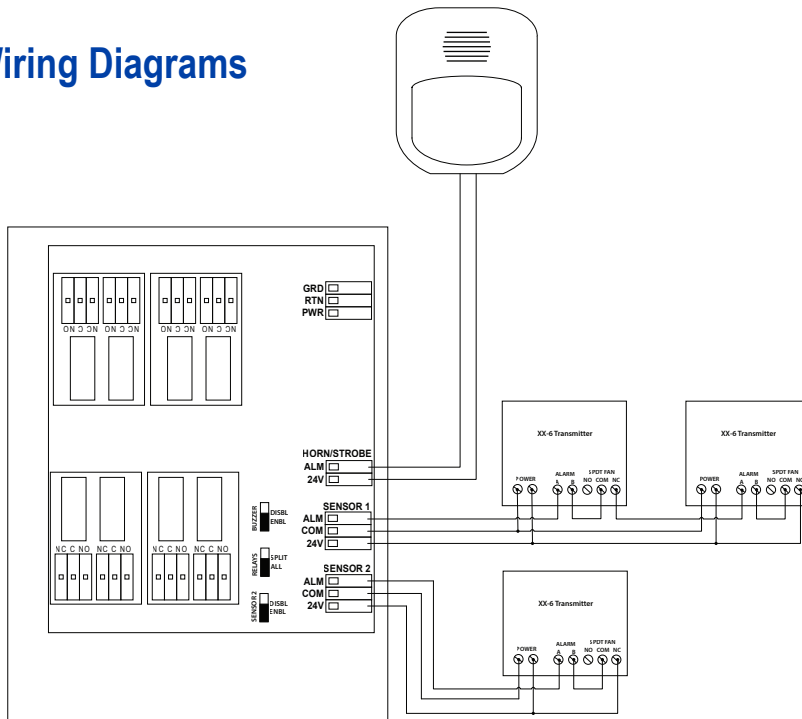 Wiring Diagrams
GRD
RTN
PWR
NO C NC NO C NC NO C NC NO C NC
HORN/STROBE
ALM
24V
SENSOR 1
ALM
COM
24V
SENSOR 2
ALM
COM
24V
BUZZER
DISBL
ENBL
RELAYS
SPLIT
ALL
SENSOR 2
DISBL
ENBL
NC C NO NC C NO NC C NO NC C NO
XX-6 Transmitter
POWER ALARM SPDT FAN
A B NO COM NC
XX-6 Transmitter
POWER ALARM SPDT FAN
A B NO COM NC
XX-6 Transmitter
POWER ALARM SPDT FAN
A B NO COM NC